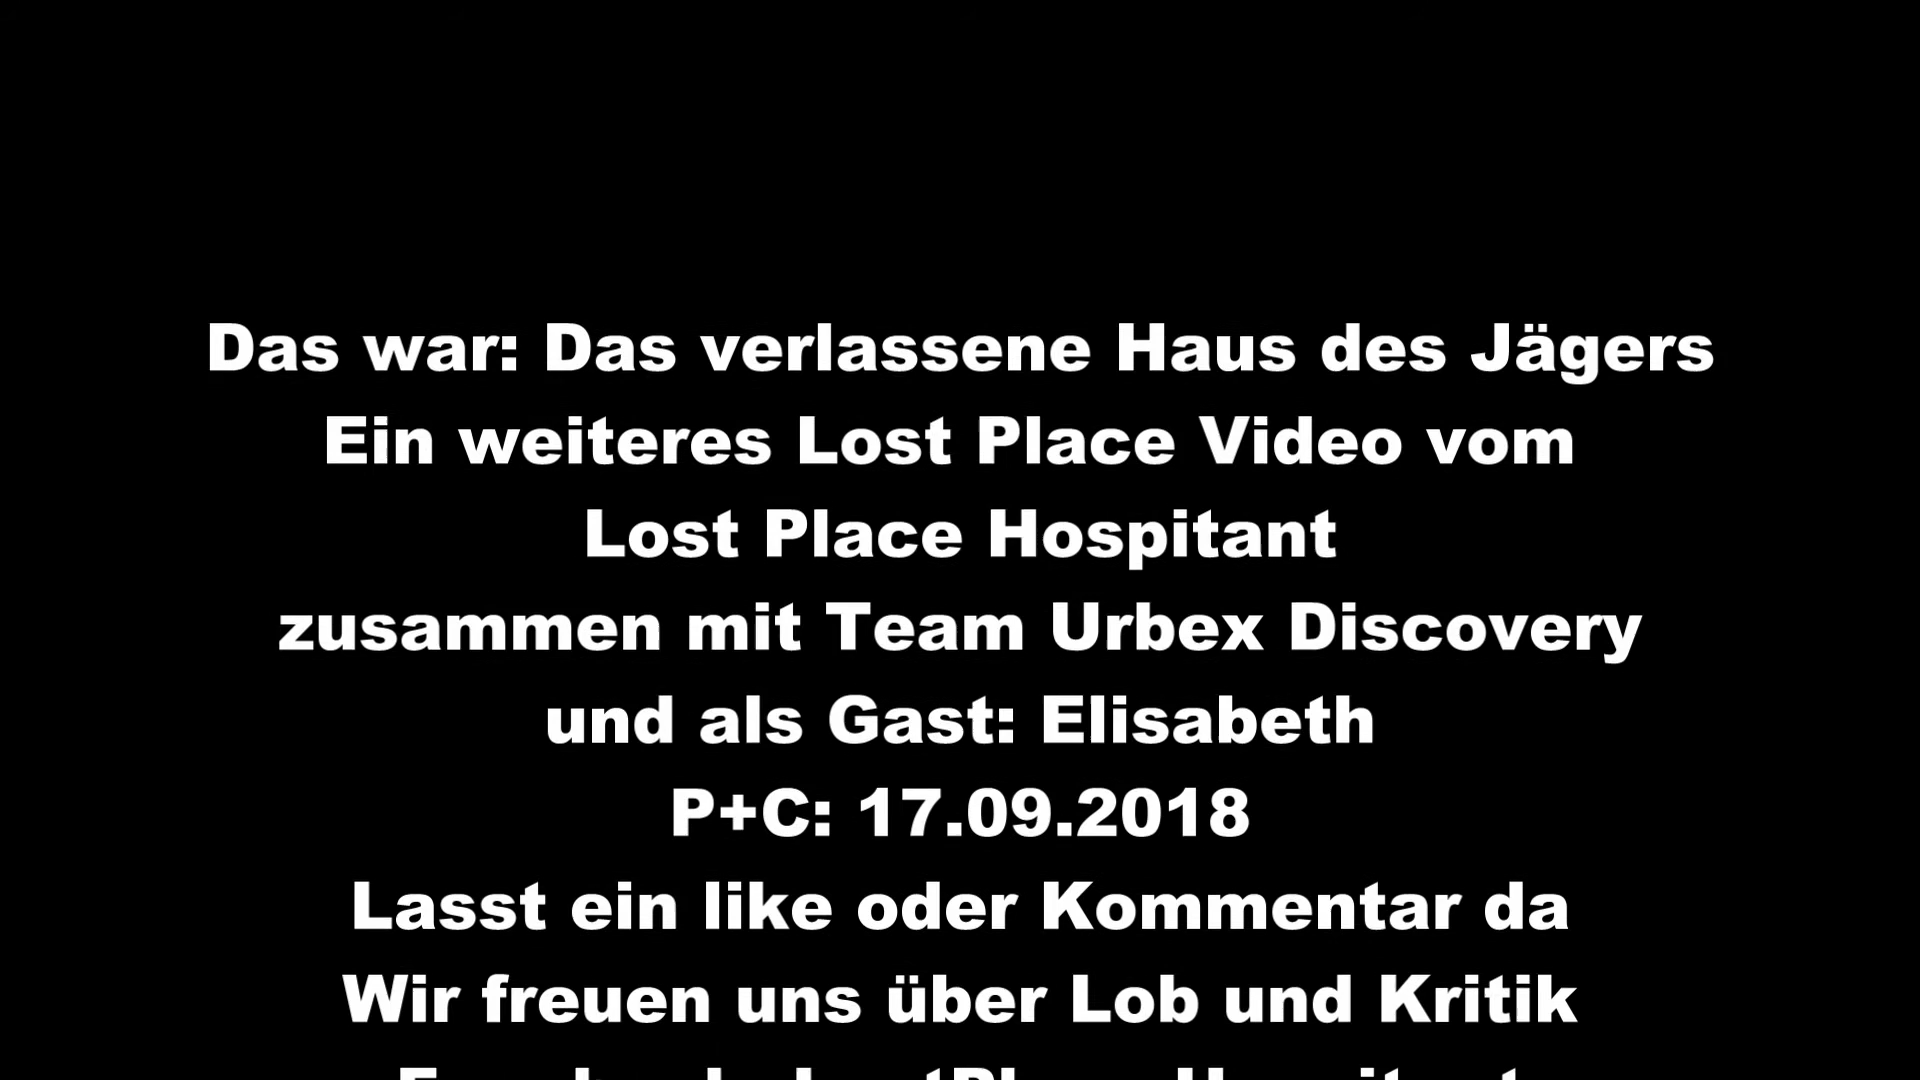 Das war: Das verlassene Haus des Jägers
Ein weiteres Lost Place Video vom
Lost Place Hospitant
zusammen mit Team Urbex Discovery
und als Gast: Elisabeth
P+C: 17.09.2018
Lasst ein like oder Kommentar da
Wir freuen uns über Lob und Kritik